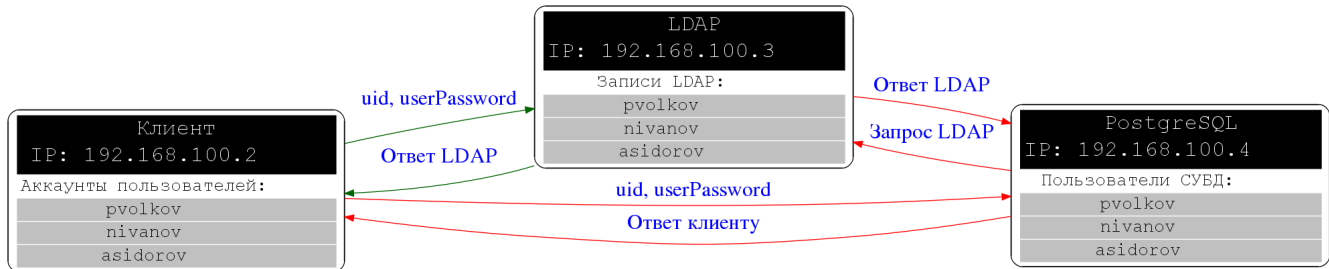 LDAP
IP: 192.168.100.3
Записи LDAP:
pvolkov
nivanov
asidorov
uid, userPassword
Ответ LDAP
Ответ LDAP
Запрос LDAP
Клиент
IP: 192.168.100.2
Аккаунты пользователей:
pvolkov
nivanov
asidorov
uid, userPassword
Ответ клиенту
PostgreSQL
IP: 192.168.100.4
Пользователи СУБД:
pvolkov
nivanov
asidorov